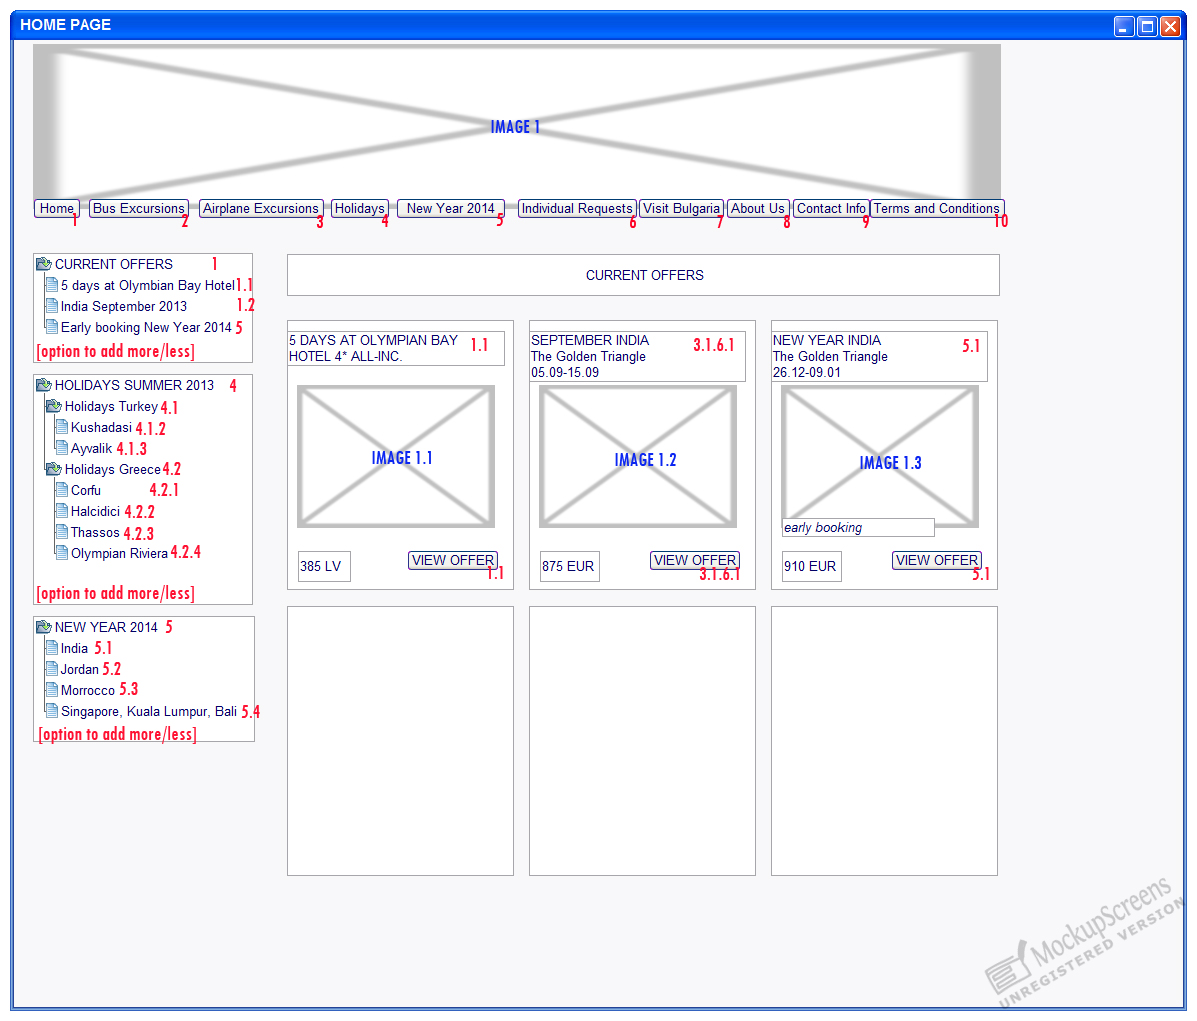 HOME PAGE
IMAGE 1
Home 1 Bus Excursions 2 Airplane Excursions 3 Holidays 4 New Year 2014 5 Individual Requests 6 Visit Bulgaria 7 About Us 8 Contact Info 9 Terms and Conditions 10
CURRENT OFFERS 1
5 days at Olymbian Bay Hotel 1.1
India September 2013 1.2
Early booking New Year 2014 5
[option to add more/less]
HOLIDAYS SUMMER 2013 4
Holidays Turkey 4.1
Kushadasi 4.1.2
Ayvalik 4.1.3
Holidays Greece 4.2
Corfu 4.2.1
Halcidici 4.2.2
Thassos 4.2.3
Olympian Riviera 4.2.4
[option to add more/less]
NEW YEAR 2014 5
India 5.1
Jordan 5.2
Morrocco 5.3
Singapore, Kuala Lumpur, Bali 5.4
[option to add more/less]
CURRENT OFFERS
5 DAYS AT OLYMPIAN BAY 1.1
HOTEL 4* ALL-INC.
IMAGE 1.1
385 LV VIEW OFFER
1.1
SEPTEMBER INDIA 3.1.6.1
The Golden Triangle
05.09-15.09
IMAGE 1.2
875 EUR VIEW OFFER
3.1.6.1
NEW YEAR INDIA 5.1
The Golden Triangle
26.12-09.01
IMAGE 1.3
early booking
910 EUR VIEW OFFER
5.1
MockupScreens
UNREGISTERED VERSION